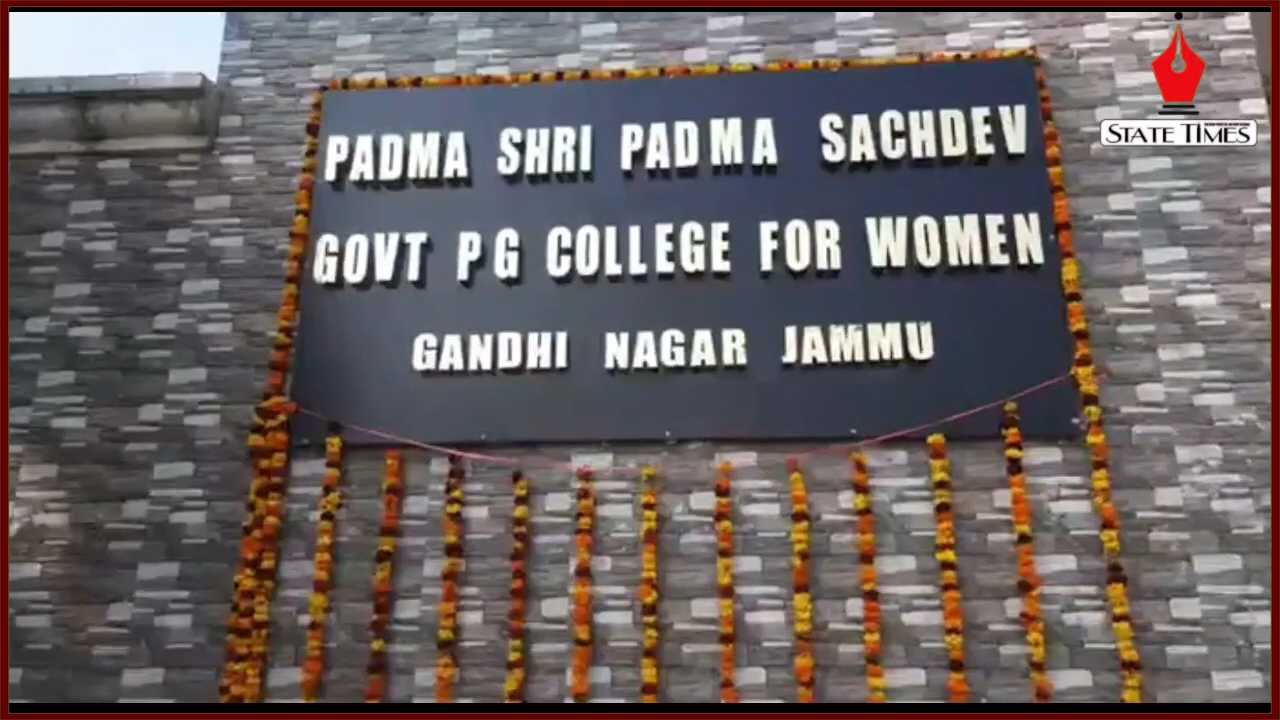 PADMA SHRI PADMA SACHDEV
GOVT PG COLLEGE FOR WOMEN
GANDHI NAGAR JAMMU
STATE TIMES